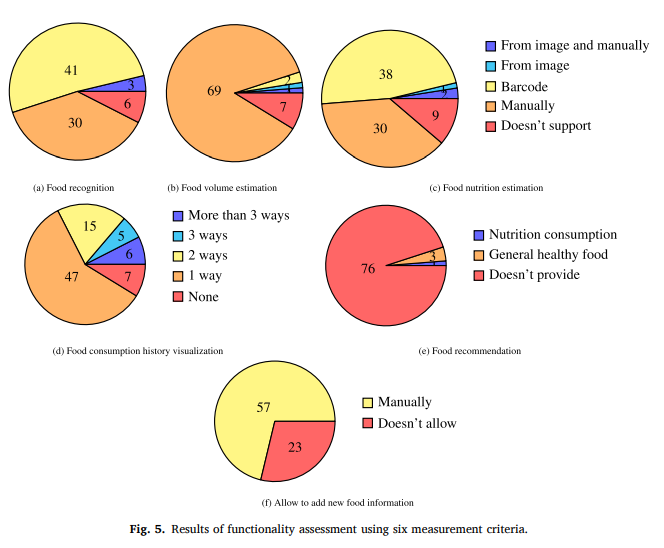 41
3
6
30
(a) Food recognition
69
2
1
7
(b) Food volume estimation
38
1
2
9
30
(c) Food nutrition estimation
From image and manually
From image
Barcode
Manually
Doesn't support
15
5
6
7
47
(d) Food consumption history visualization
More than 3 ways
3 ways
2 ways
1 way
None
76
3
(e) Food recommendation
Nutrition consumption
General healthy food
Doesn't provide
57
23
Manually
Doesn't allow
(f) Allow to add new food information
Fig. 5. Results of functionality assessment using six measurement criteria.